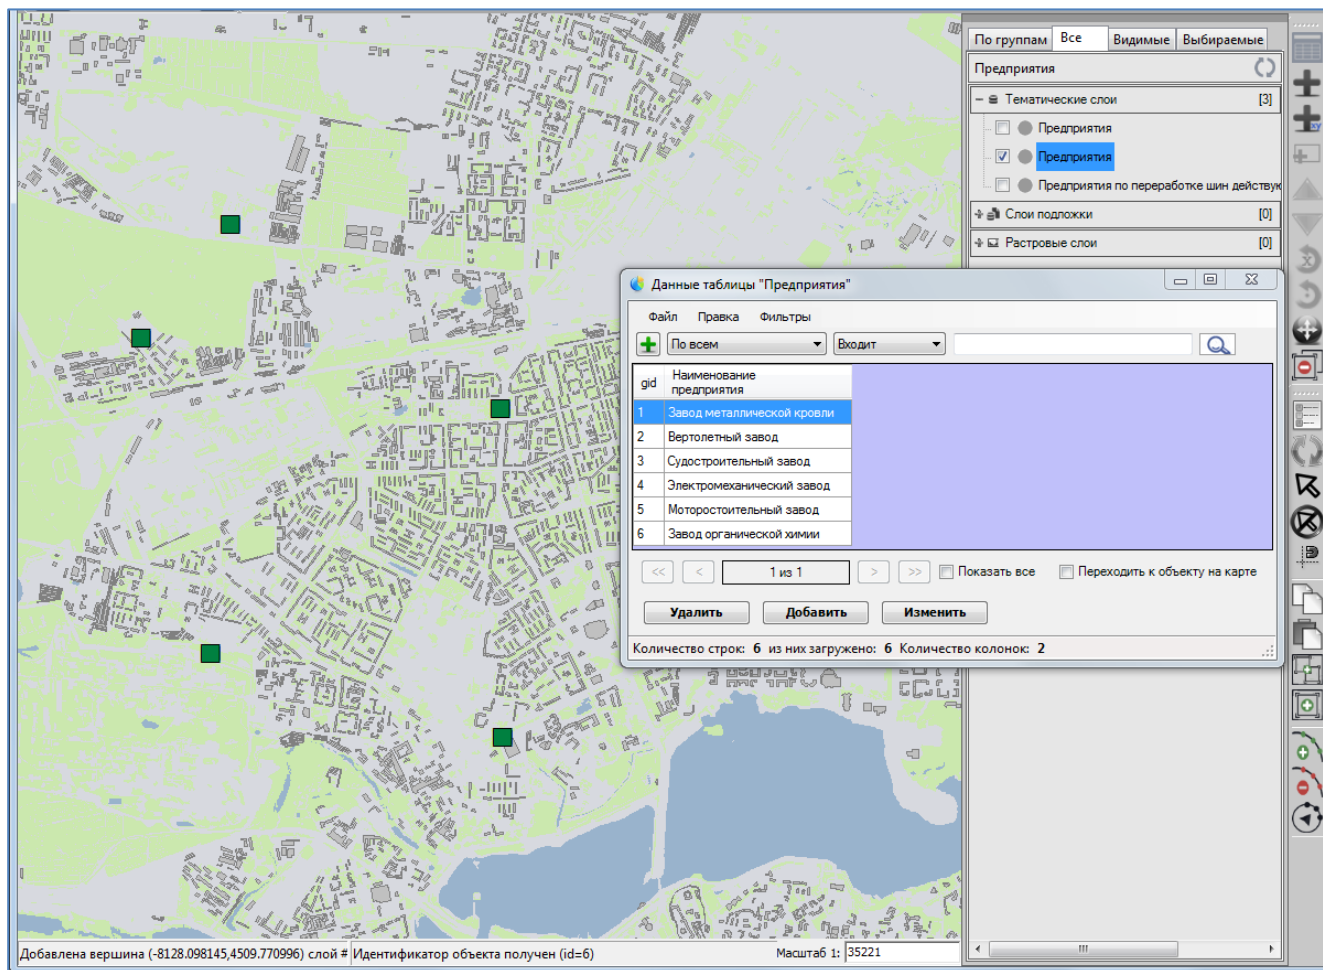 По группам Все Видимые Выбираемые
Предприятия
Тематические слои [3]
Предприятия
Предприятия
Предприятия по переработке шин действую
Слои подложки [0]
Растровые слои [0]
Данные таблицы "Предприятия"
Файл Правка Фильтры
По всем Входит
gid Наименование
предприятия
1 Завод металлической кровли
2 Вертолетный завод
3 Судостроительный завод
4 Электромеханический завод
5 Моторостоительный завод
6 Завод органической химии
<< < 1 из 1 > >> Показать все Переходить к объекту на карте
Удалить Добавить Изменить
Количество строк: 6 из них загружено: 6 Количество колонок: 2
Добавлена вершина (-8128.098145,4509.770996) слой # Идентификатор объекта получен (id=6) Масштаб 1: 35221